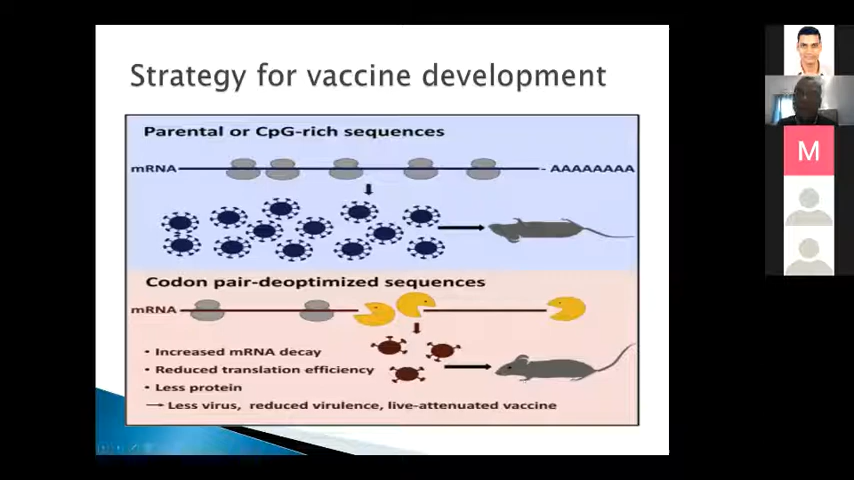 Strategy for vaccine development
Parental or CpG-rich sequences
mRNA - AAAAAAAA
Codon pair-deoptimized sequences
mRNA
• Increased mRNA decay
• Reduced translation efficiency
• Less protein
→ Less virus, reduced virulence, live-attenuated vaccine
M